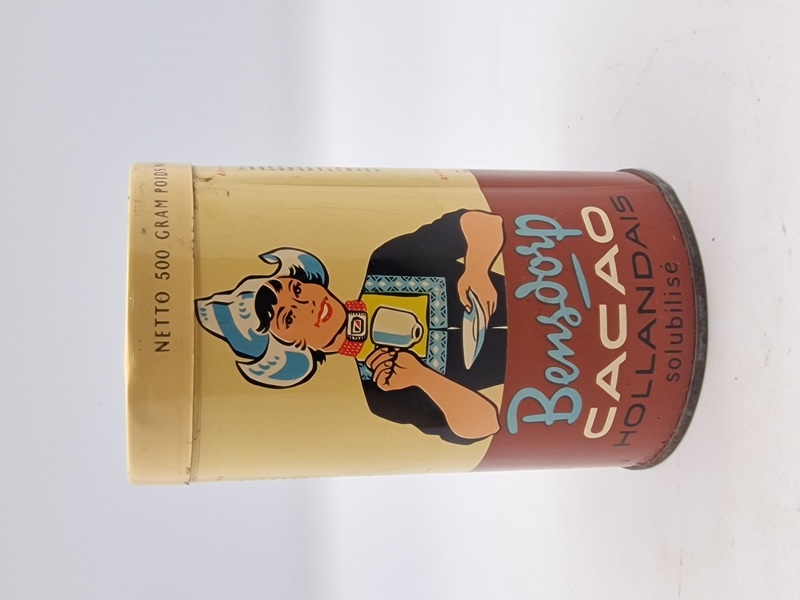 NETTO 500 GRAM POIDS
Bensdorp
CACAO
HOLLANDAIS
solubilisé